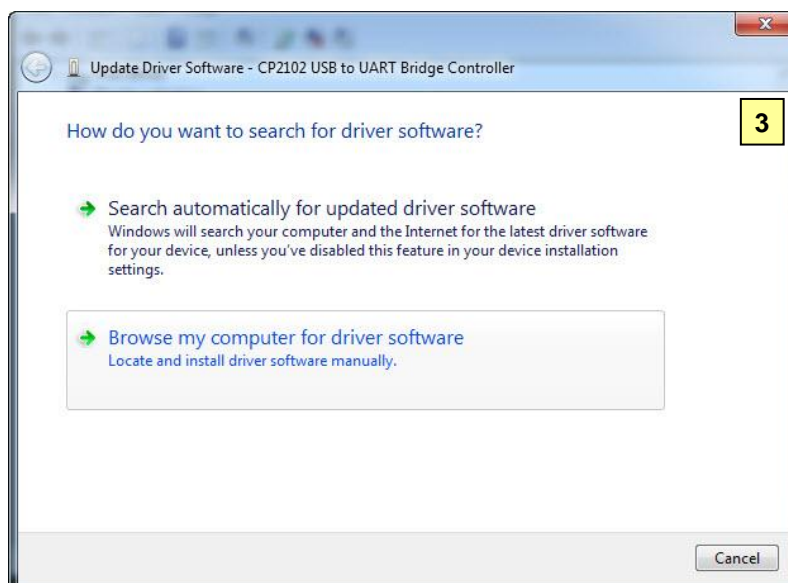 Update Driver Software - CP2102 USB to UART Bridge Controller
How do you want to search for driver software?
3
Search automatically for updated driver software
Windows will search your computer and the Internet for the latest driver software
for your device, unless you've disabled this feature in your device installation
settings.
Browse my computer for driver software
Locate and install driver software manually.
Cancel